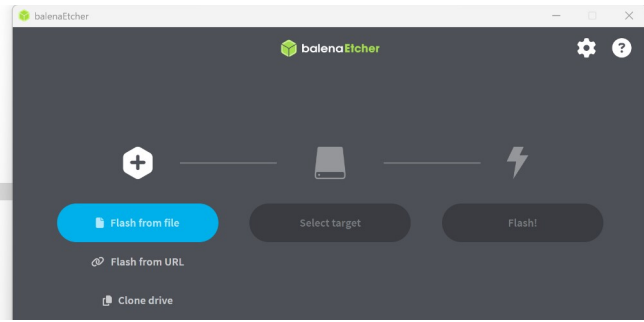 balenaEtcher
balenaEtcher
Flash from file
Select target
Flash!
Flash from URL
Clone drive